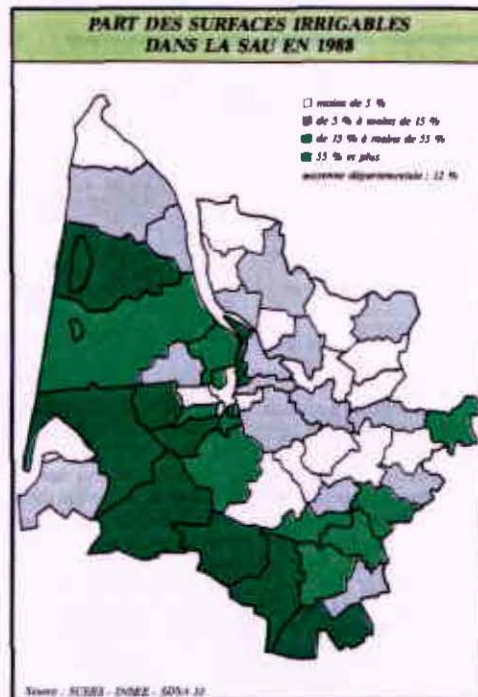 PART DES SURFACES IRRIGABLES
DANS LA SAU EN 1988
moins de 5 %
de 5 % à moins de 15 %
de 15 % à moins de 55 %
55 % et plus
moyenne départementale : 12 %
Source : SCEES - INSEE - SDSA 33